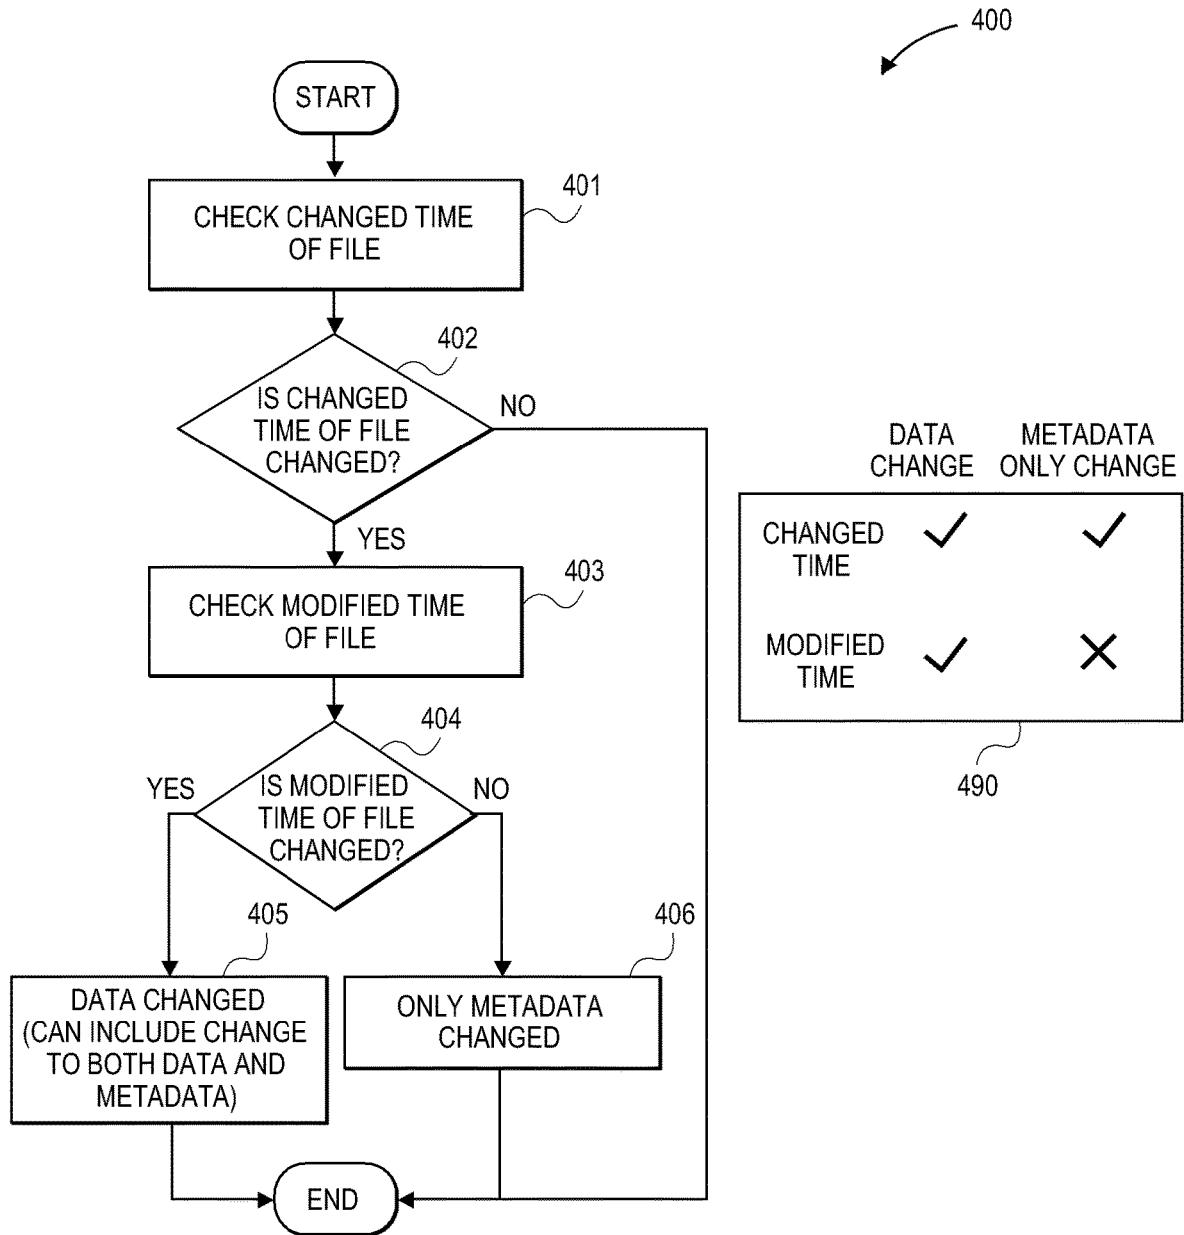 400
START
401
CHECK CHANGED TIME
OF FILE
402
IS CHANGED
TIME OF FILE
CHANGED?
NO
YES
403
CHECK MODIFIED TIME
OF FILE
404
YES
IS MODIFIED
TIME OF FILE
CHANGED?
NO
405
DATA CHANGED
(CAN INCLUDE CHANGE
TO BOTH DATA AND
METADATA)
406
ONLY METADATA
CHANGED
END
DATA
CHANGE
METADATA
ONLY CHANGE
CHANGED
TIME
MODIFIED
TIME
490